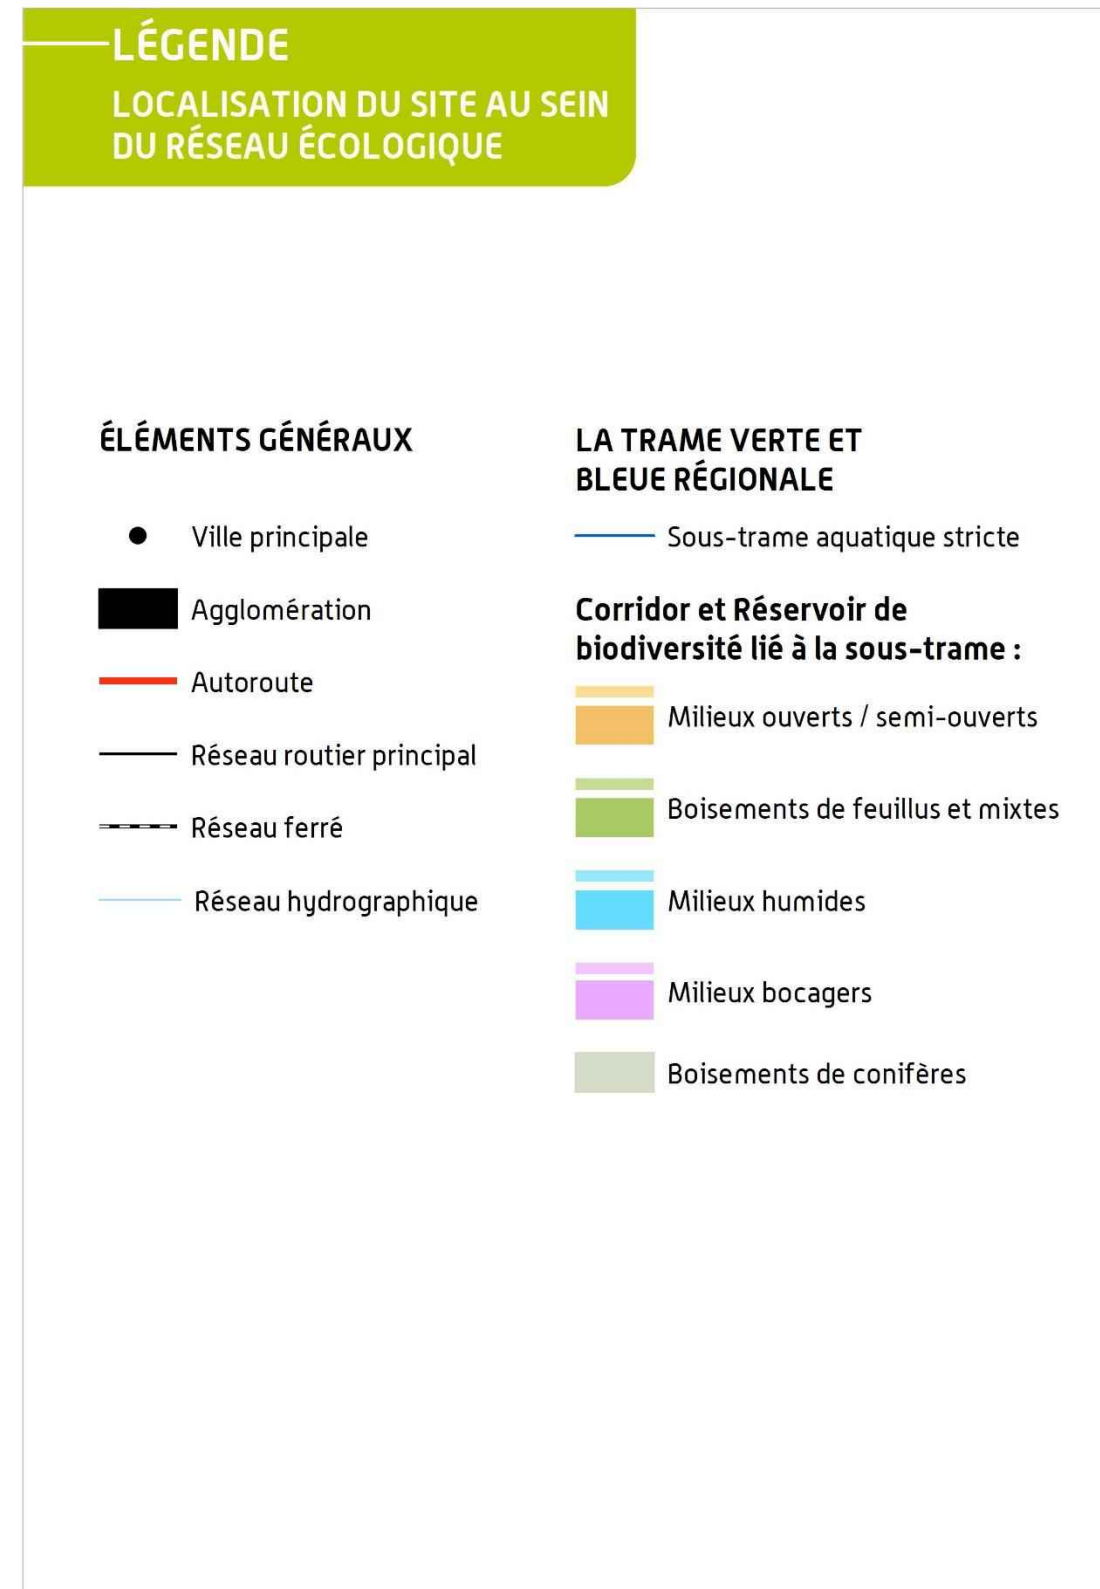 LÉGENDE
LOCALISATION DU SITE AU SEIN
DU RÉSEAU ÉCOLOGIQUE
ÉLÉMENTS GÉNÉRAUX
Ville principale
Agglomération
Autoroute
Réseau routier principal
Réseau ferré
Réseau hydrographique
LA TRAME VERTE ET
BLEUE RÉGIONALE
Sous-trame aquatique stricte
Corridor et Réservoir de
biodiversité lié à la sous-trame :
Milieux ouverts / semi-ouverts
Boisements de feuillus et mixtes
Milieux humides
Milieux bocagers
Boisements de conifères